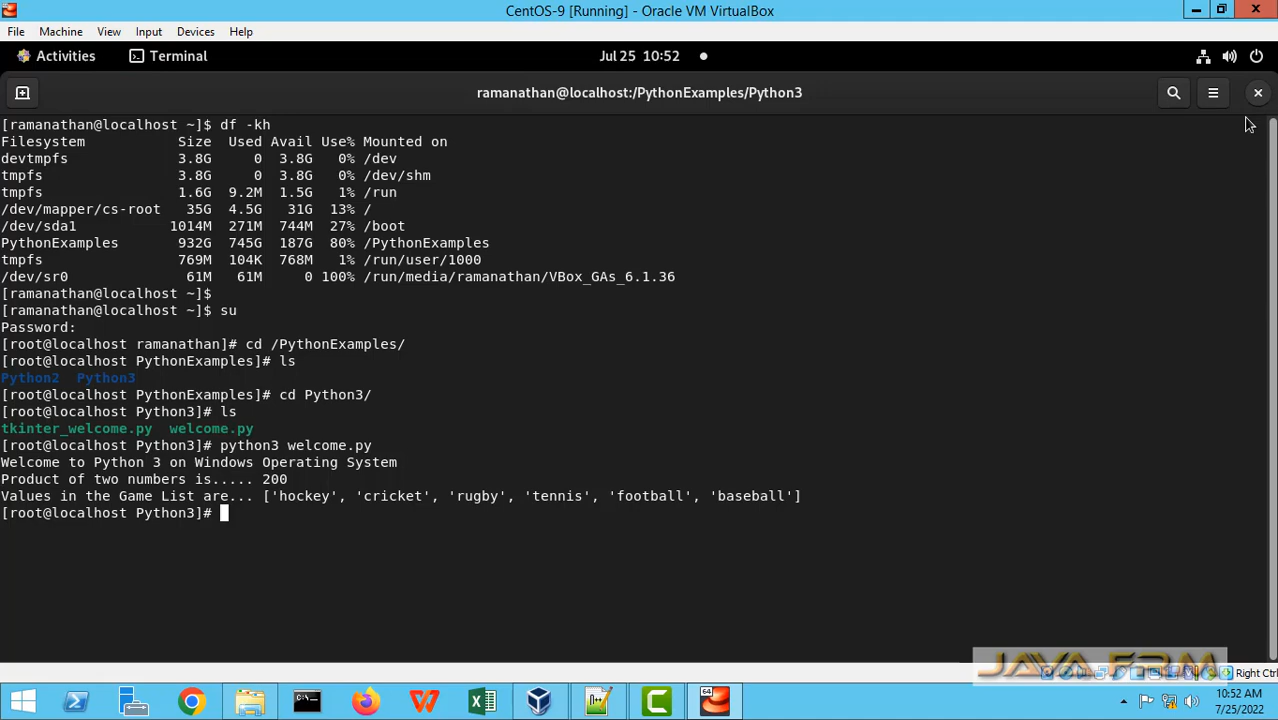 CentOS-9 [Running] - Oracle VM VirtualBox
File Machine View Input Devices Help
Activities Terminal Jul 25 10:52
ramanathan@localhost:/PythonExamples/Python3
[ramanathan@localhost ~]$ df -kh
Filesystem Size Used Avail Use% Mounted on
devtmpfs 3.8G 0 3.8G 0% /dev
tmpfs 3.8G 0 3.8G 0% /dev/shm
tmpfs 1.6G 9.2M 1.5G 1% /run
/dev/mapper/cs-root 35G 4.5G 31G 13% /
/dev/sda1 1014M 271M 744M 27% /boot
PythonExamples 932G 745G 187G 80% /PythonExamples
tmpfs 769M 104K 768M 1% /run/user/1000
/dev/sr0 61M 61M 0 100% /run/media/ramanathan/VBox_GAs_6.1.36
[ramanathan@localhost ~]$
[ramanathan@localhost ~]$ su
Password:
[root@localhost ramanathan]# cd /PythonExamples/
[root@localhost PythonExamples]# ls
Python2 Python3
[root@localhost PythonExamples]# cd Python3/
[root@localhost Python3]# ls
tkinter_welcome.py welcome.py
[root@localhost Python3]# python3 welcome.py
Welcome to Python 3 on Windows Operating System
Product of two numbers is..... 200
Values in the Game List are... ['hockey', 'cricket', 'rugby', 'tennis', 'football', 'baseball']
[root@localhost Python3]#
JAVA FRM
Right Ctrl
64
10:52 AM
7/25/2022